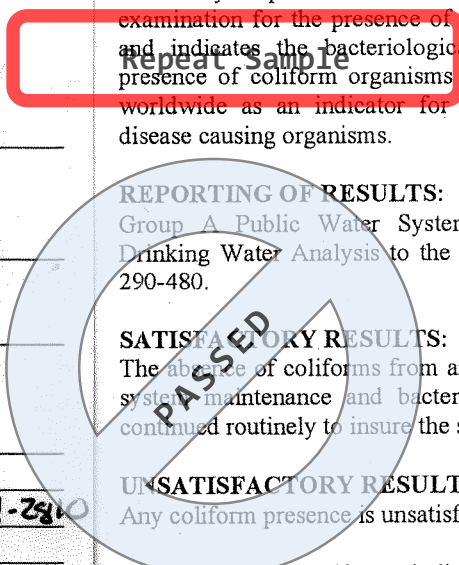 examination for the presence of
and indicates the bacteriologic
Repeat Sample
presence of coliform organisms
worldwide as an indicator for
disease causing organisms.
REPORTING OF RESULTS:
Group A Public Water System
Drinking Water Analysis to the
290-480.
SATISFACTORY RESULTS:
The absence of coliforms from a
system maintenance and bacter
continued routinely to insure the s
PASSED
UNSATISFACTORY RESULT
Any coliform presence is unsatisf
-2810